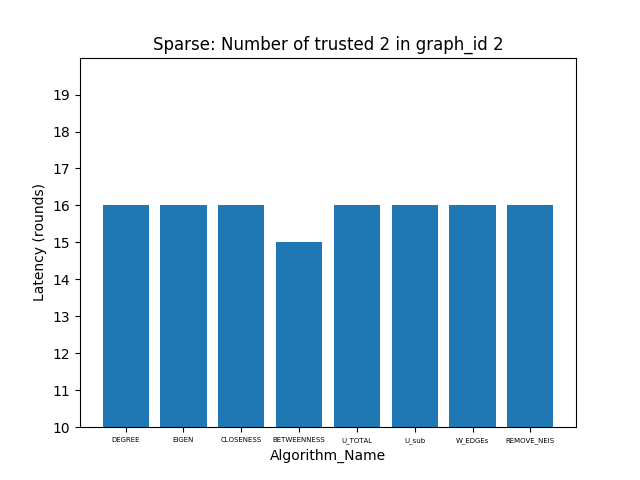 Sparse: Number of trusted 2 in graph_id 2
Latency (rounds)
19
18
17
16
15
14
13
12
11
10
DEGREE EIGEN CLOSENESS BETWEENNESS U_TOTAL U_sub W_EDGEs REMOVE_NEIS
Algorithm_Name